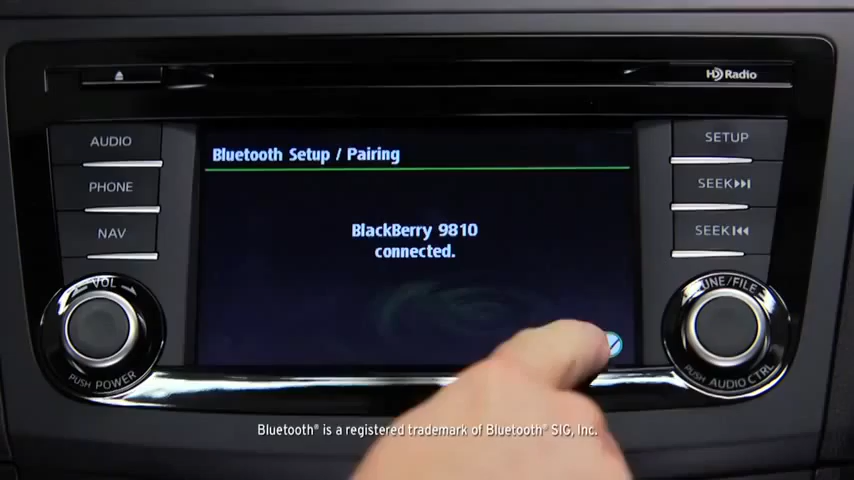 HD Radio
AUDIO
PHONE
NAV
VOL
PUSH POWER
Bluetooth Setup / Pairing
BlackBerry 9810
connected.
SETUP
SEEK
SEEK
TUNE/FILE
PUSH AUDIO CTRL
Bluetooth® is a registered trademark of Bluetooth® SIG, Inc.